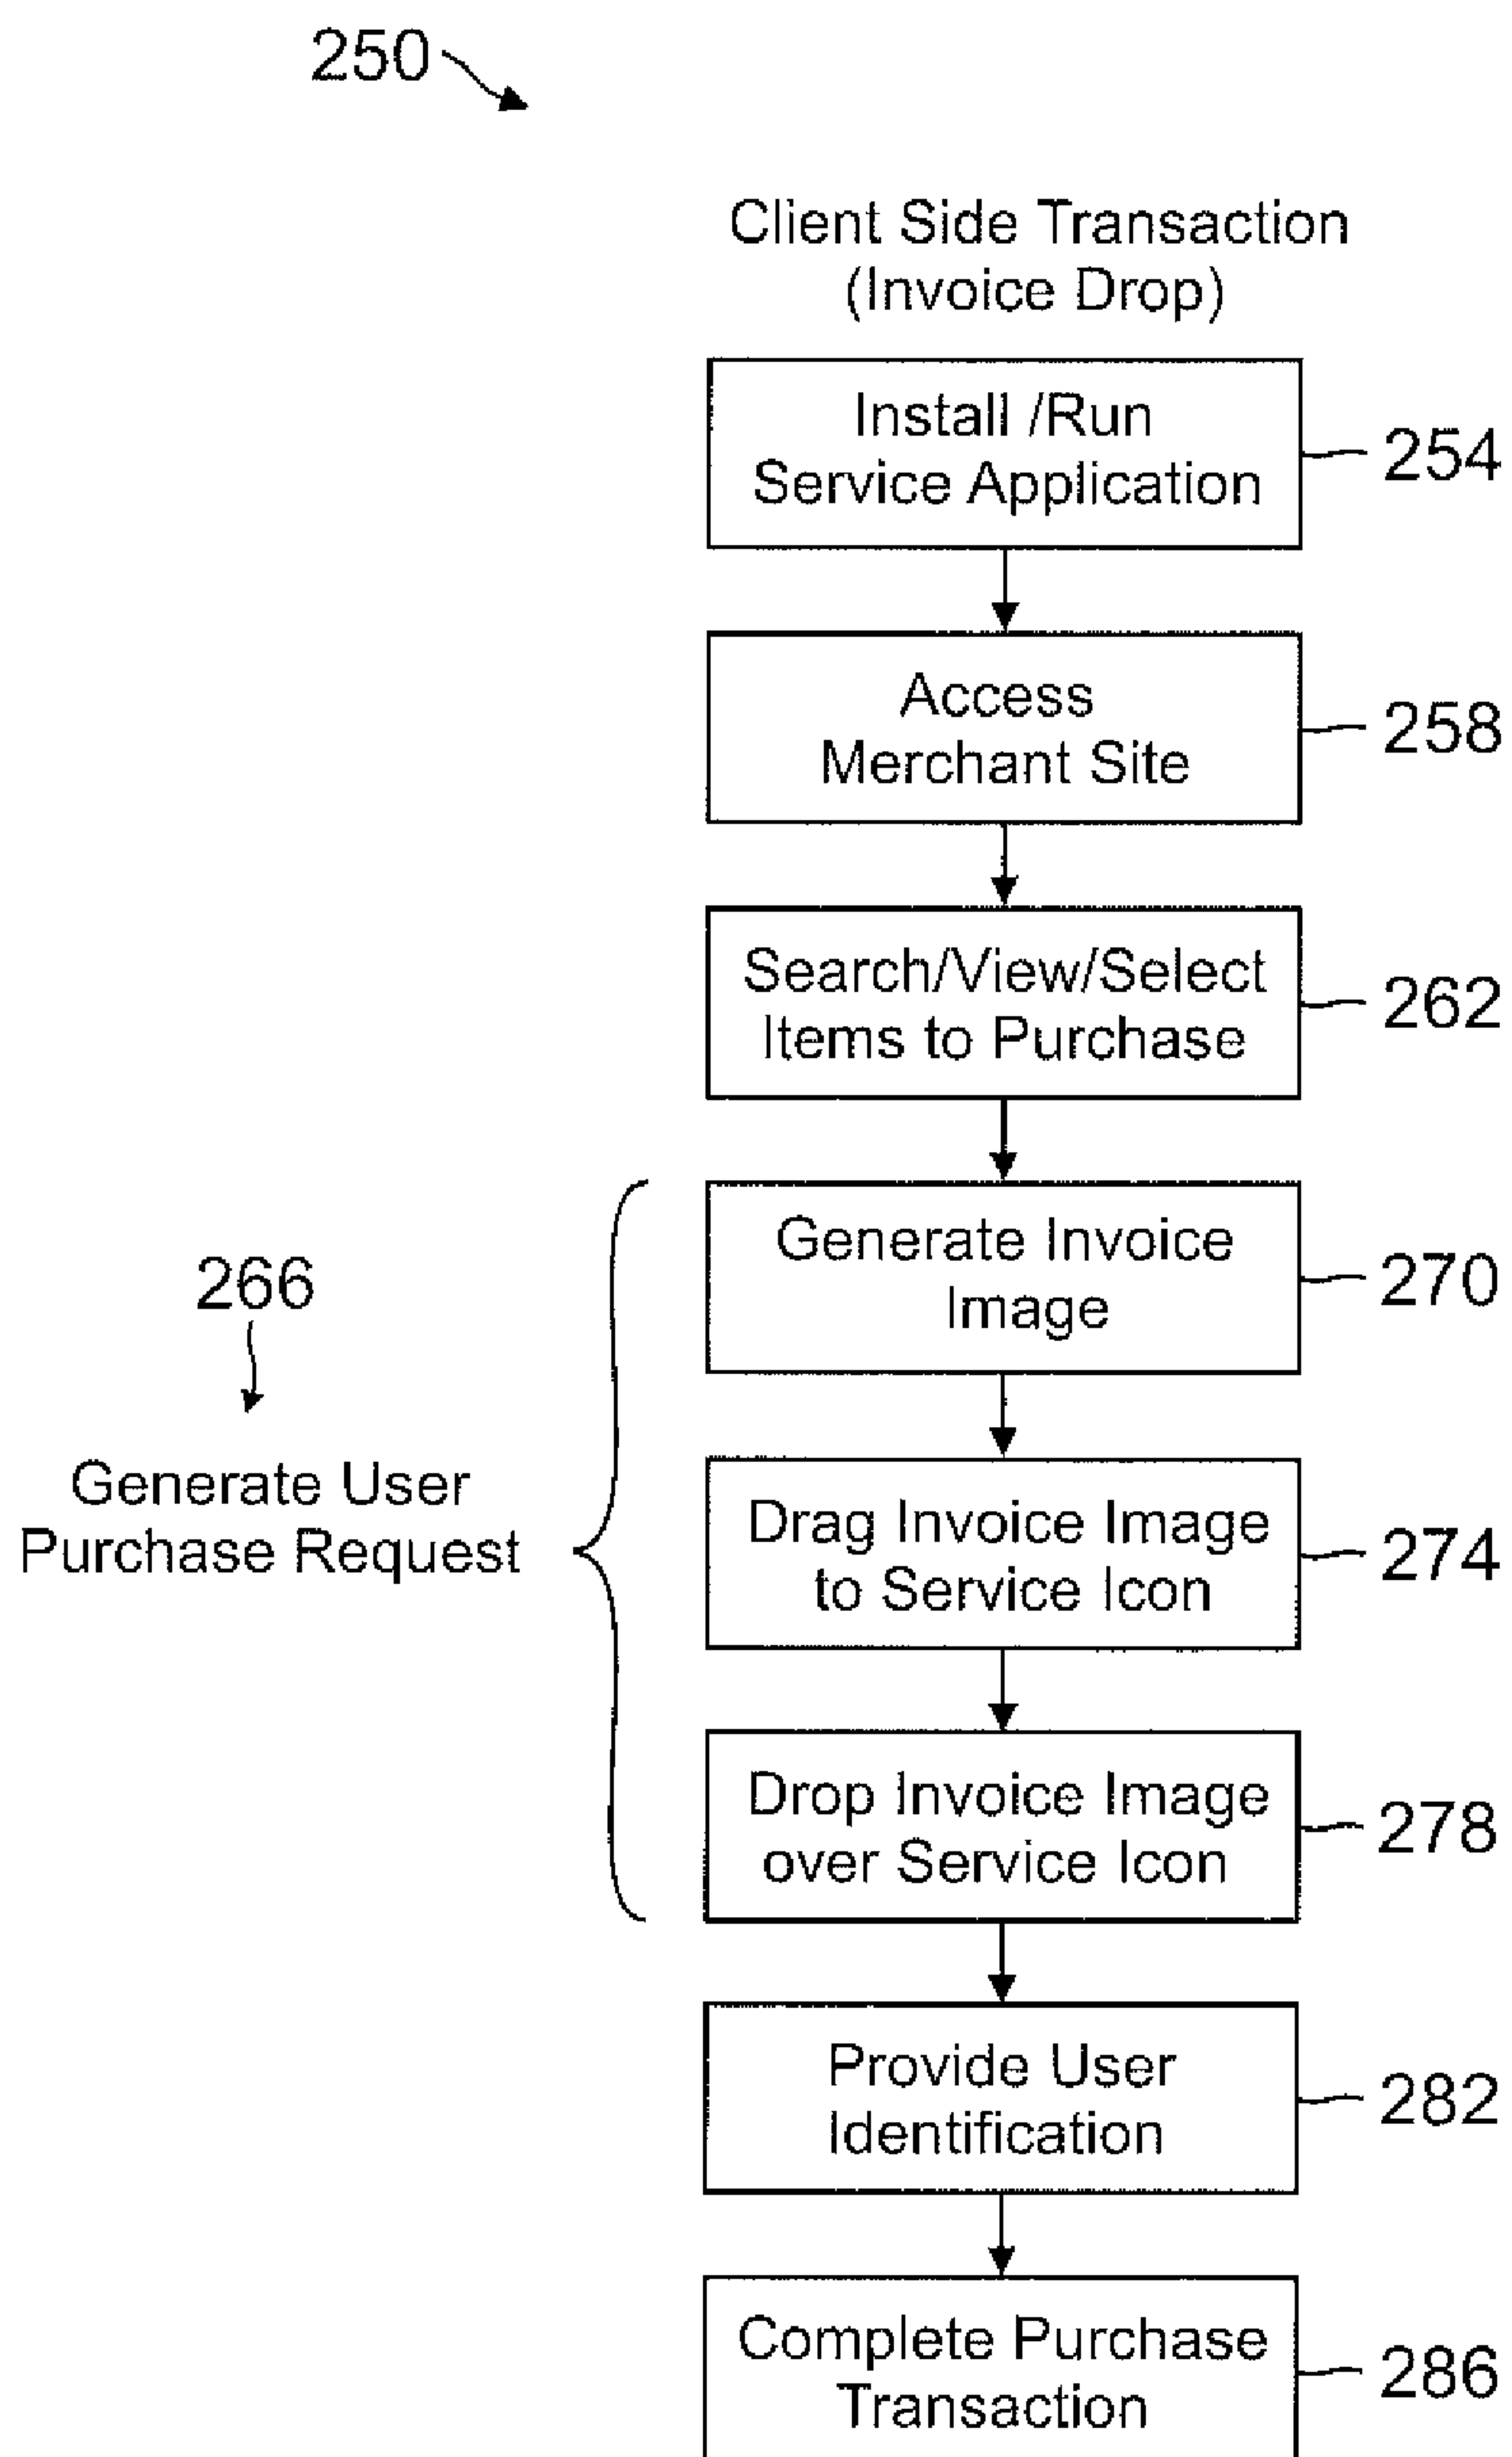 250
Client Side Transaction
(Invoice Drop)
Install /Run
Service Application
254
Access
Merchant Site
258
Search/View/Select
Items to Purchase
262
266
Generate User
Purchase Request
Generate Invoice
Image
270
Drag Invoice Image
to Service Icon
274
Drop Invoice Image
over Service Icon
278
Provide User
Identification
282
Complete Purchase
Transaction
286